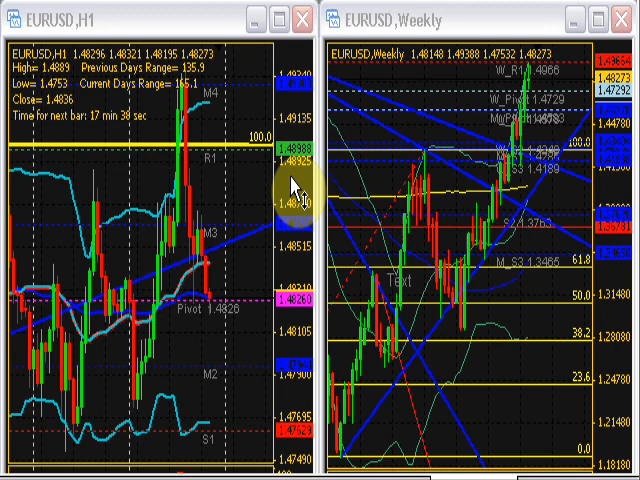 EURUSD,H1
EURUSD,H1 1.48296 1.48321 1.48195 1.48273
High= 1.4889 Previous Days Range= 135.9
Low= 1.4753 Current Days Range= 165.1
Close= 1.4836
Time for next bar: 17 min 38 sec
M4
1.49135
100.0
1.48988
R1
1.48925
M3
1.48515
1.48260
Pivot 1.4826
1.48105
M2
1.47900
1.47695
S1
1.47490
EURUSD,Weekly
EURUSD,Weekly 1.48148 1.49388 1.47532 1.48273
1.49664
W_R1 1.4966
1.48273
1.47292
W_Pivot 1.4729
1.44780
100.0
1.4189
1.3763
1.36781
61.8
M_S3 1.3465
Text
50.0
1.31480
38.2
1.28080
23.6
1.24780
1.21480
0.0
1.18180